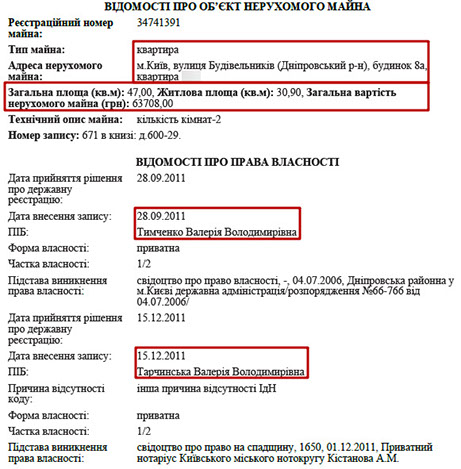 ВІДОМОСТІ ПРО ОБ'ЄКТ НЕРУХОМОГО МАЙНА
Реєстраційний номер майна: 34741391
Тип майна: квартира
Адреса нерухомого майна: м.Київ, вулиця Будівельників (Дніпровський р-н), будинок 8а, квартира
Загальна площа (кв.м): 47,00, Житлова площа (кв.м): 30,90, Загальна вартість
нерухомого майна (грн): 63708,00
Технічний опис майна: кількість кімнат-2
Номер запису: 671 в книзі: д.600-29.
ВІДОМОСТІ ПРО ПРАВА ВЛАСНОСТІ
Дата прийняття рішення про державну реєстрацію: 28.09.2011
Дата внесення запису: 28.09.2011
ПІБ: Тимченко Валерія Володимирівна
Форма власності: приватна
Частка власності: 1/2
Підстава виникнення права власності: свідоцтво про право власності, -, 04.07.2006, Дніпровська районна у м.Києві державна адміністрація/розпорядження №66-766 від 04.07.2006/
Дата прийняття рішення про державну реєстрацію: 15.12.2011
Дата внесення запису: 15.12.2011
ПІБ: Тарчинська Валерія Володимирівна
Причина відсутності коду: інша причина відсутності ІдН
Форма власності: приватна
Частка власності: 1/2
Підстава виникнення права власності: свідоцтво про право на спадщину, 1650, 01.12.2011, Приватний нотаріус Київського міського нотокругу Кістанова А.М.